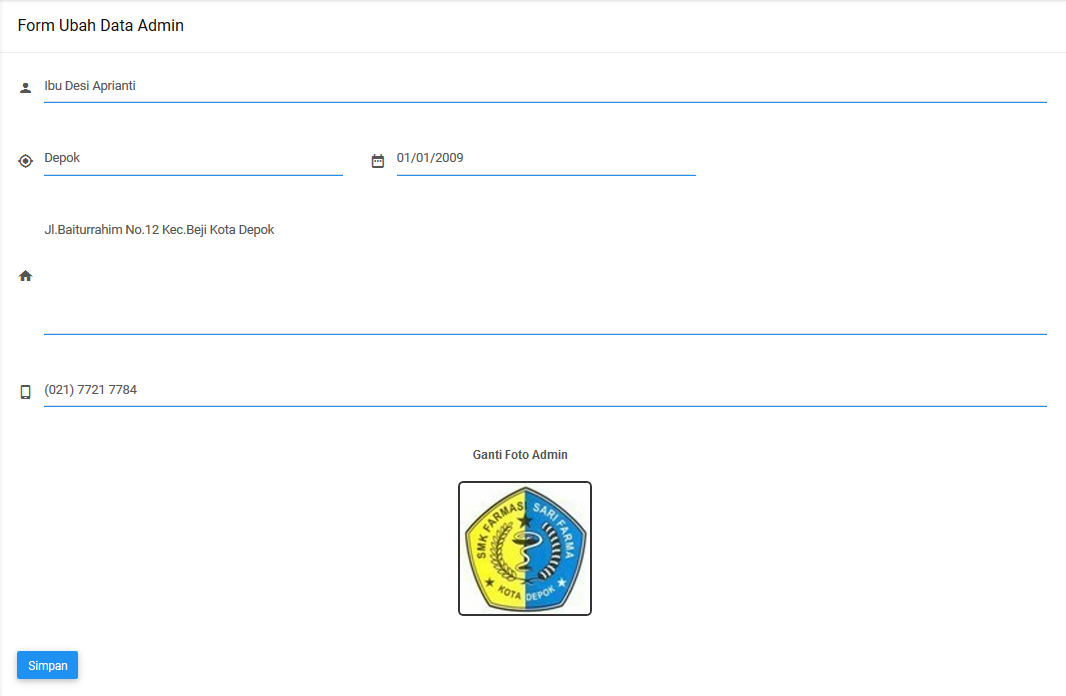 Form Ubah Data Admin
Ibu Desi Aprianti
Depok
01/01/2009
Jl.Baiturrahim No.12 Kec.Beji Kota Depok
(021) 7721 7784
Ganti Foto Admin
SMK FARMASI SARI FARMA
KOTA DEPOK
Simpan